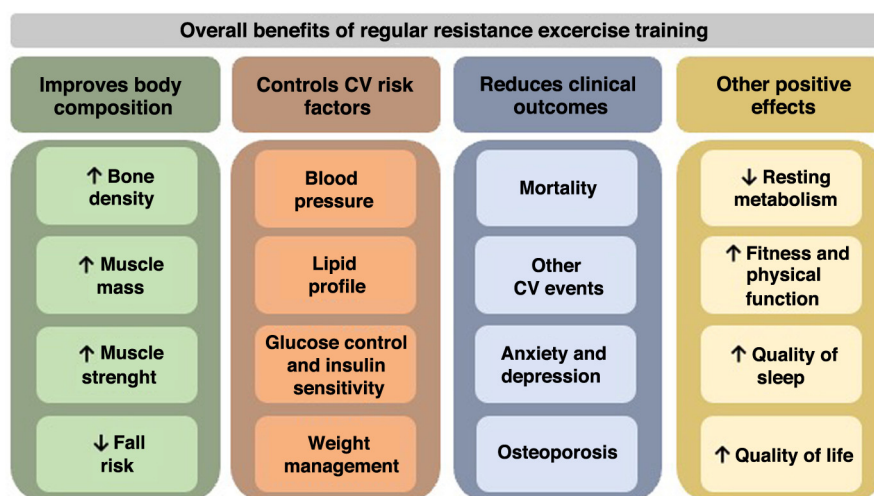 Overall benefits of regular resistance excercise training
Improves body
composition
↑ Bone
density
↑ Muscle
mass
↑ Muscle
strenght
↓ Fall
risk
Controls CV risk
factors
Blood
pressure
Lipid
profile
Glucose control
and insulin
sensitivity
Weight
management
Reduces clinical
outcomes
Mortality
Other
CV events
Anxiety and
depression
Osteoporosis
Other positive
effects
↓ Resting
metabolism
↑ Fitness and
physical
function
↑ Quality of
sleep
↑ Quality of life